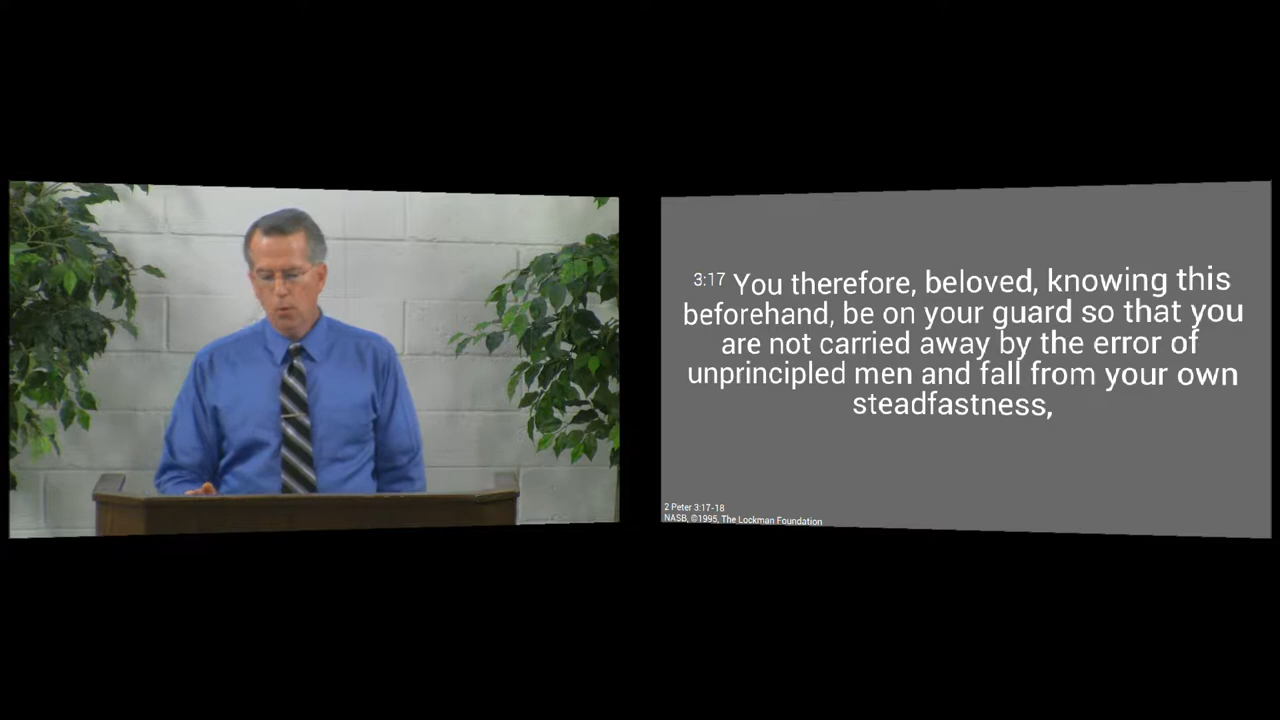 3:17 You therefore, beloved, knowing this
beforehand, be on your guard so that you
are not carried away by the error of
unprincipled men and fall from your own
steadfastness,
2 Peter 3:17-18
NASB, ©1995, The Lockman Foundation